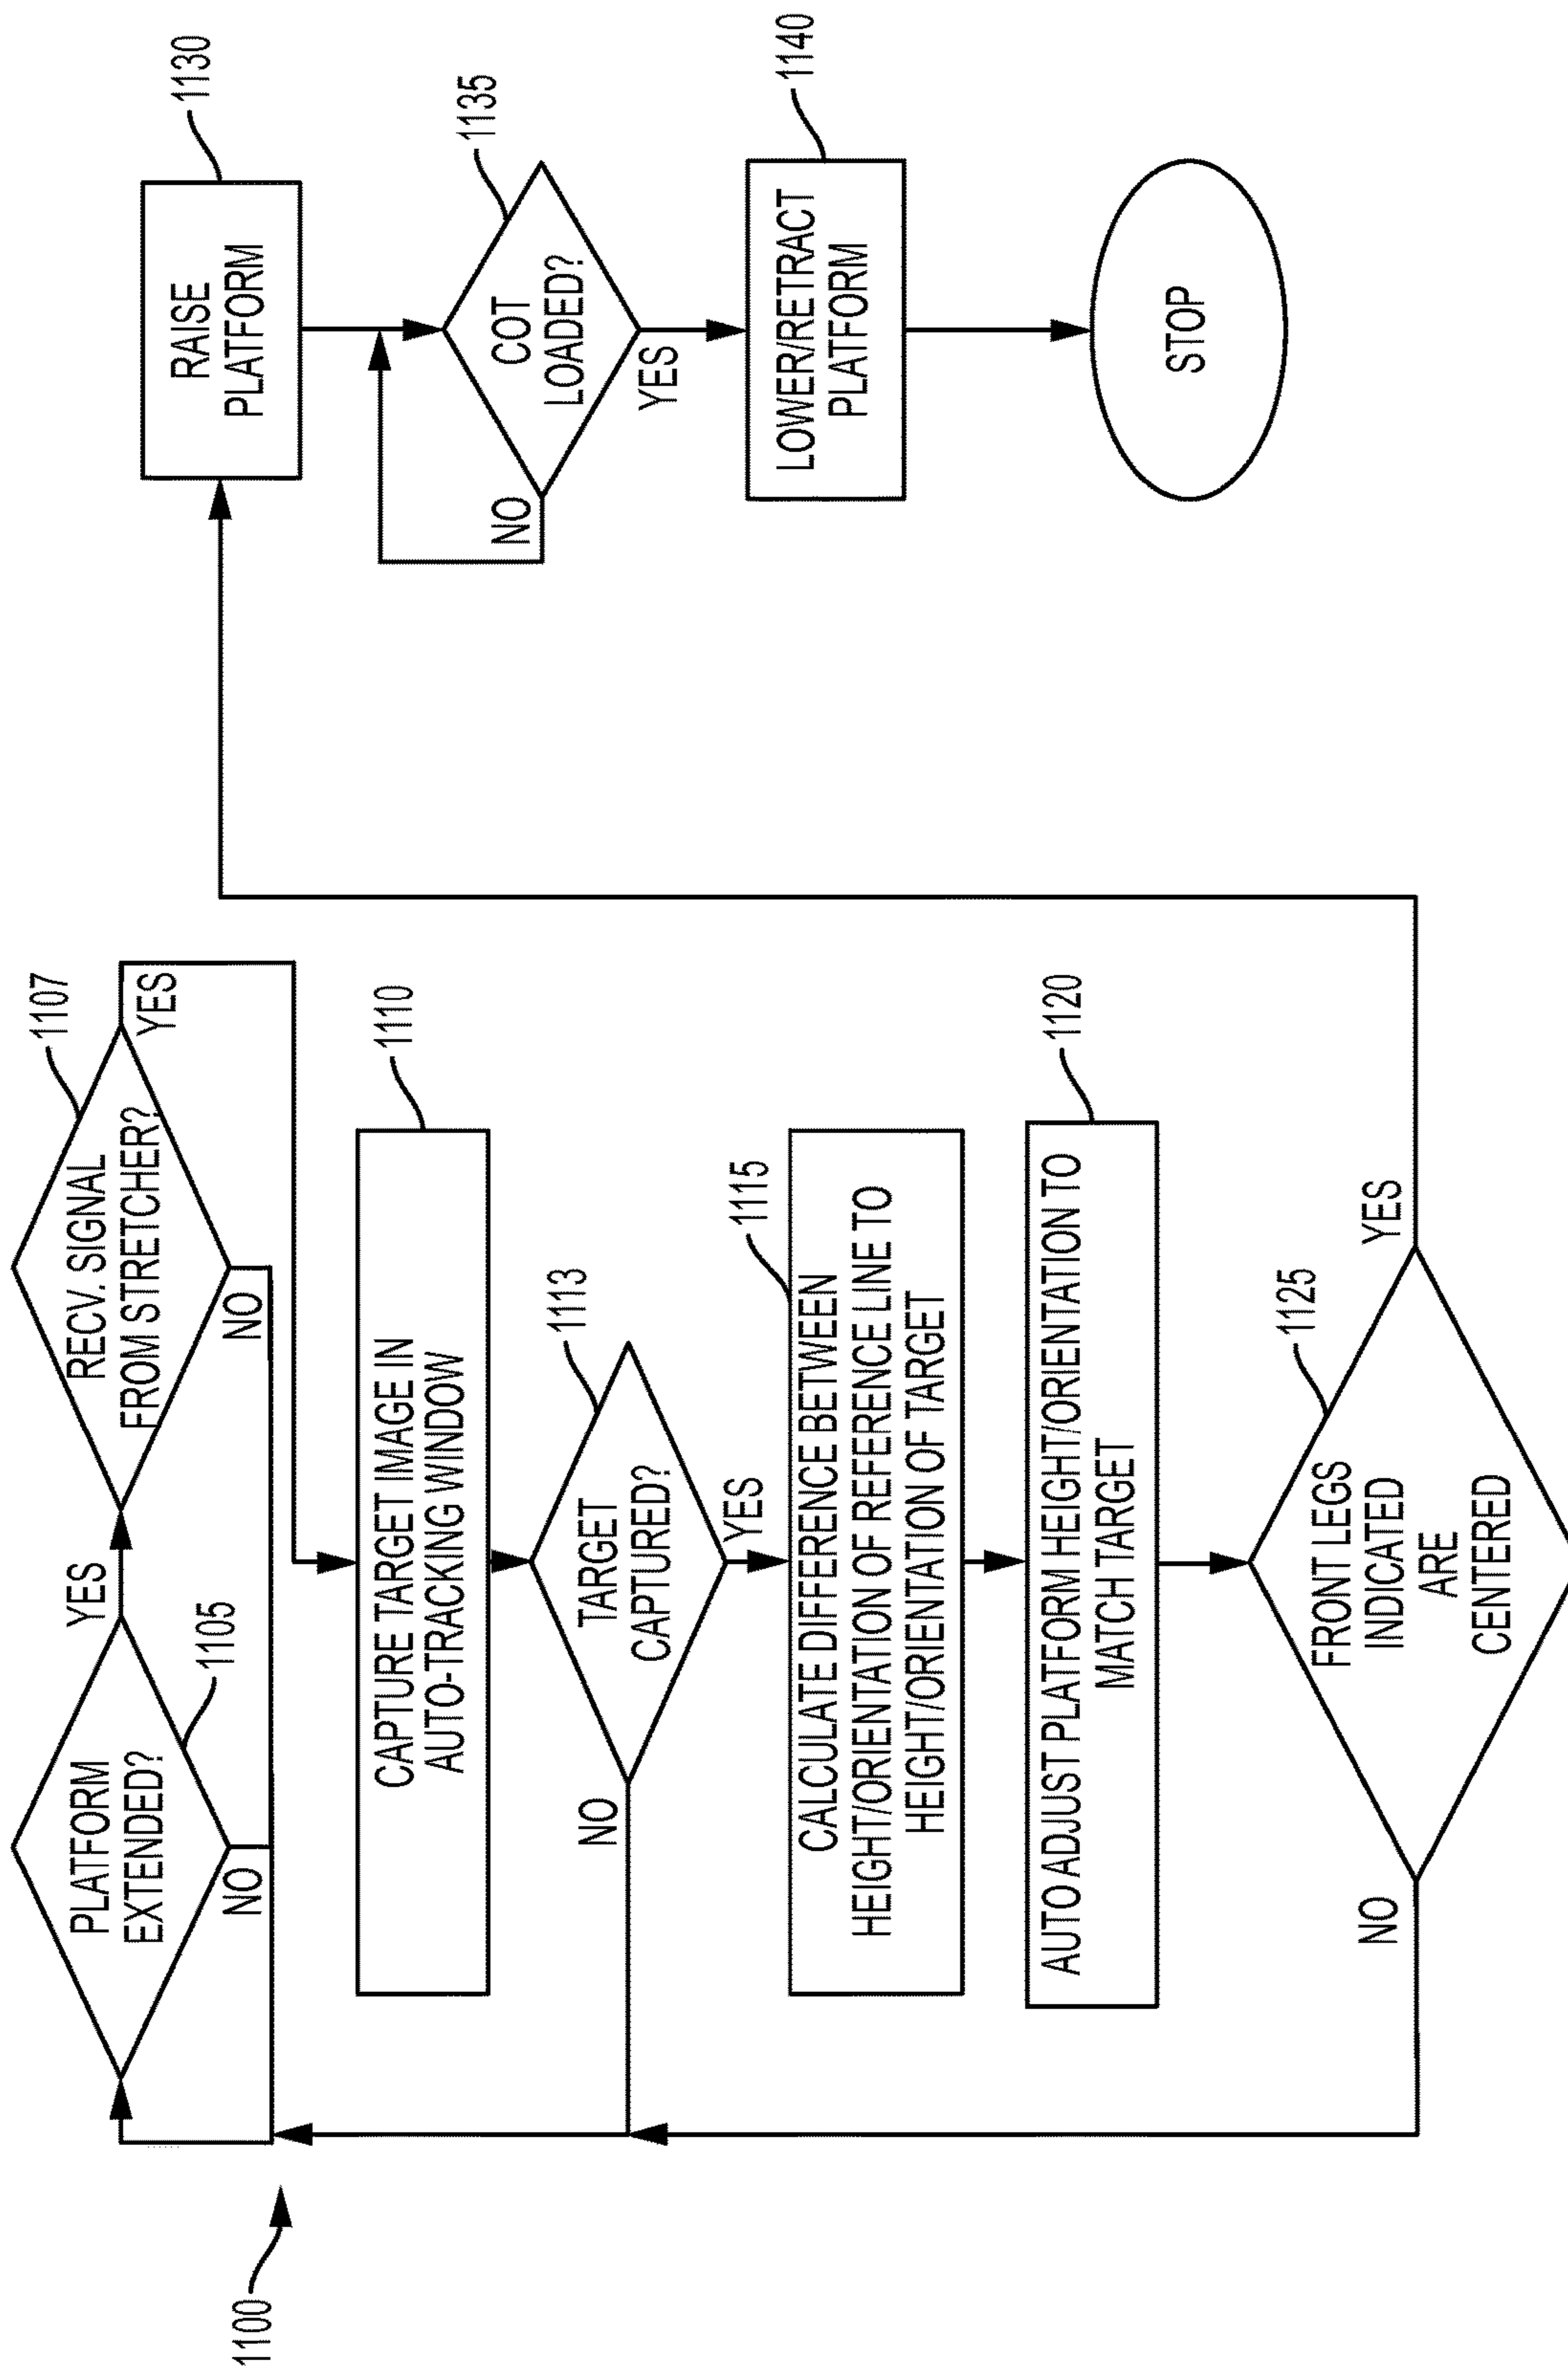 1100
PLATFORM
EXTENDED?
1105
YES
NO
RECV. SIGNAL
FROM STRETCHER?
1107
YES
NO
CAPTURE TARGET IMAGE IN
AUTO-TRACKING WINDOW
1110
TARGET
CAPTURED?
1113
NO
YES
CALCULATE DIFFERENCE BETWEEN
HEIGHT/ORIENTATION OF REFERENCE LINE TO
HEIGHT/ORIENTATION OF TARGET
1115
AUTO ADJUST PLATFORM HEIGHT/ORIENTATION TO
MATCH TARGET
1120
FRONT LEGS
INDICATED
ARE
CENTERED
1125
NO
YES
RAISE
PLATFORM
1130
COT
LOADED?
1135
NO
YES
LOWER/RETRACT
PLATFORM
1140
STOP